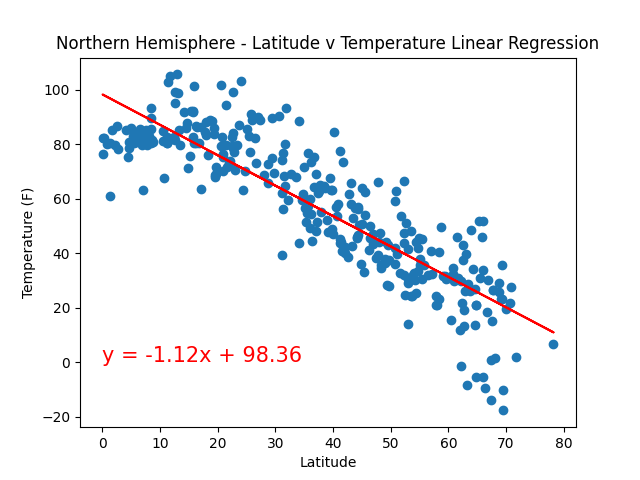 Northern Hemisphere - Latitude v Temperature Linear Regression
100
80
60
40
20
0
−20
Temperature (F)
y = -1.12x + 98.36
0 10 20 30 40 50 60 70 80
Latitude